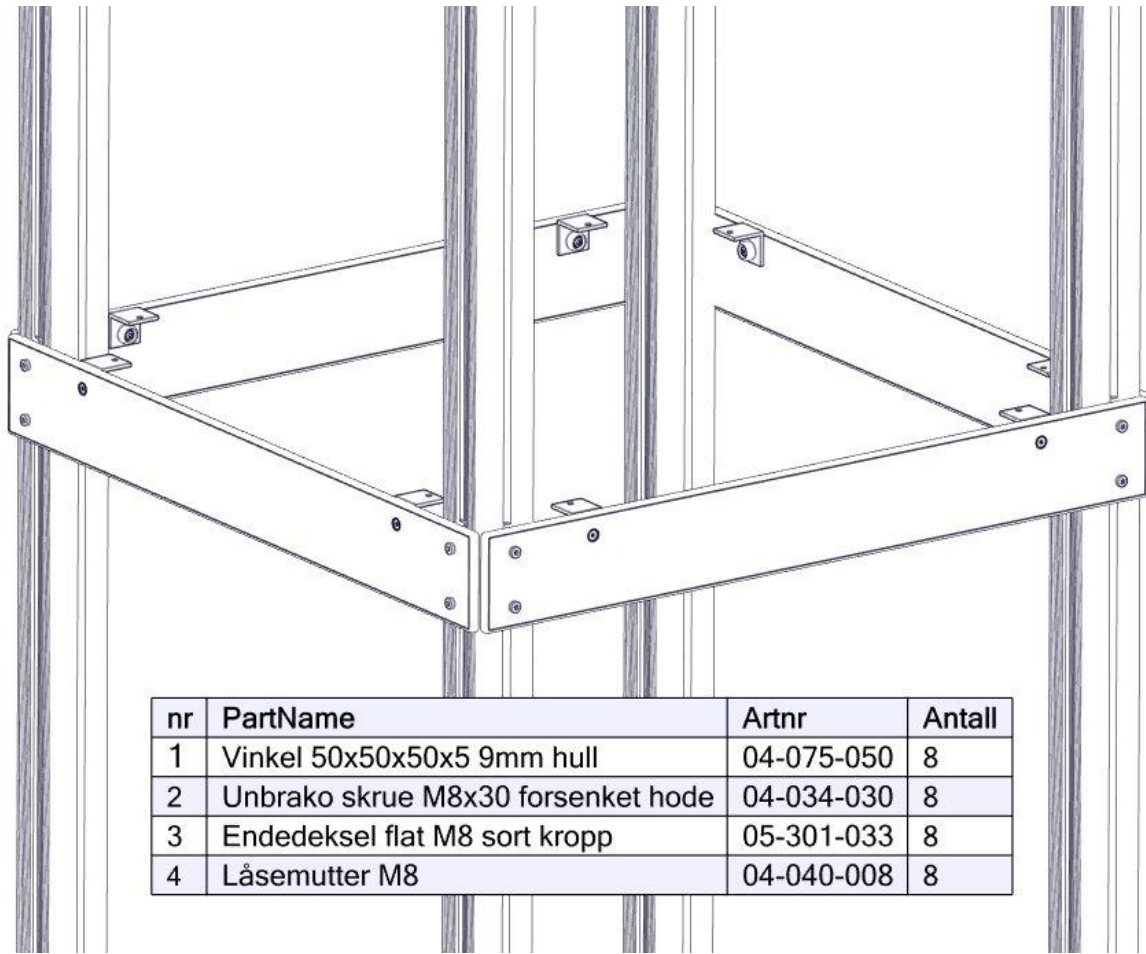 nr PartName Artnr Antall
1 Vinkel 50x50x50x5 9mm hull 04-075-050 8
2 Unbrako skrue M8x30 forsenket hode 04-034-030 8
3 Endedeksel flat M8 sort kropp 05-301-033 8
4 Låsemutter M8 04-040-008 8